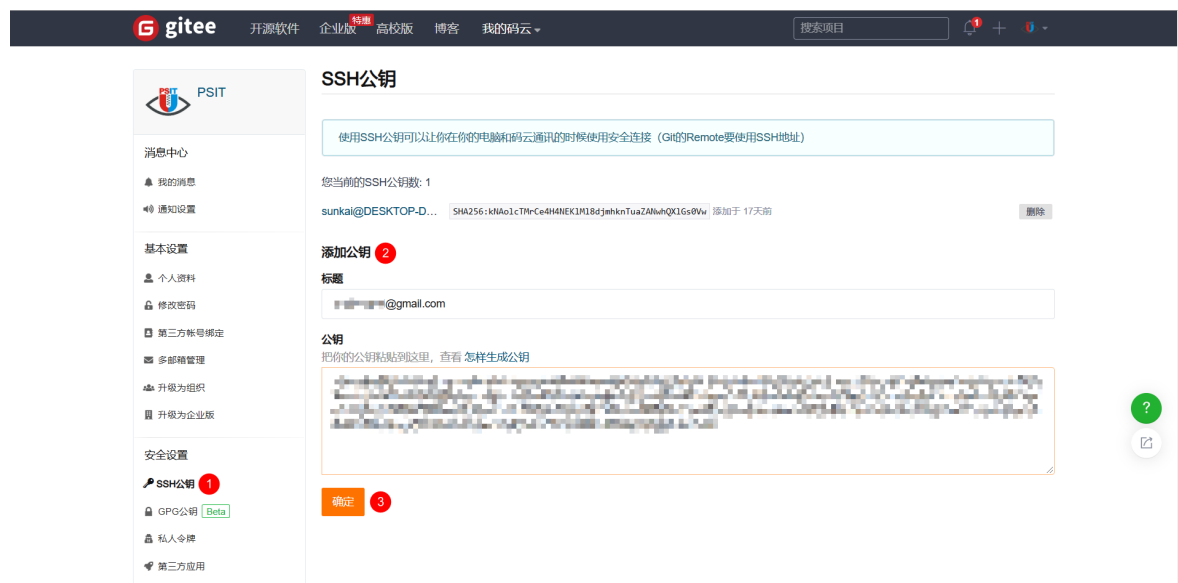 gitee 开源软件 企业版 特惠 高校版 博客 我的码云 搜索项目 1
PSIT
PSIT
消息中心
我的消息
通知设置
基本设置
个人资料
修改密码
第三方帐号绑定
多邮箱管理
升级为组织
升级为企业版
安全设置
SSH公钥 1
GPG公钥 Beta
私人令牌
第三方应用
SSH公钥
使用SSH公钥可以让你在你的电脑和码云通讯的时候使用安全连接（Git的Remote要使用SSH地址）
您当前的SSH公钥数: 1
sunkai@DESKTOP-D... SHA256:kNAolcTMrCe4H4NEK1M18djmhknTuaZANwhQX1Gs0Vw 添加于 17天前 删除
添加公钥 2
标题
@gmail.com
公钥
把你的公钥粘贴到这里，查看 怎样生成公钥
确定 3
?